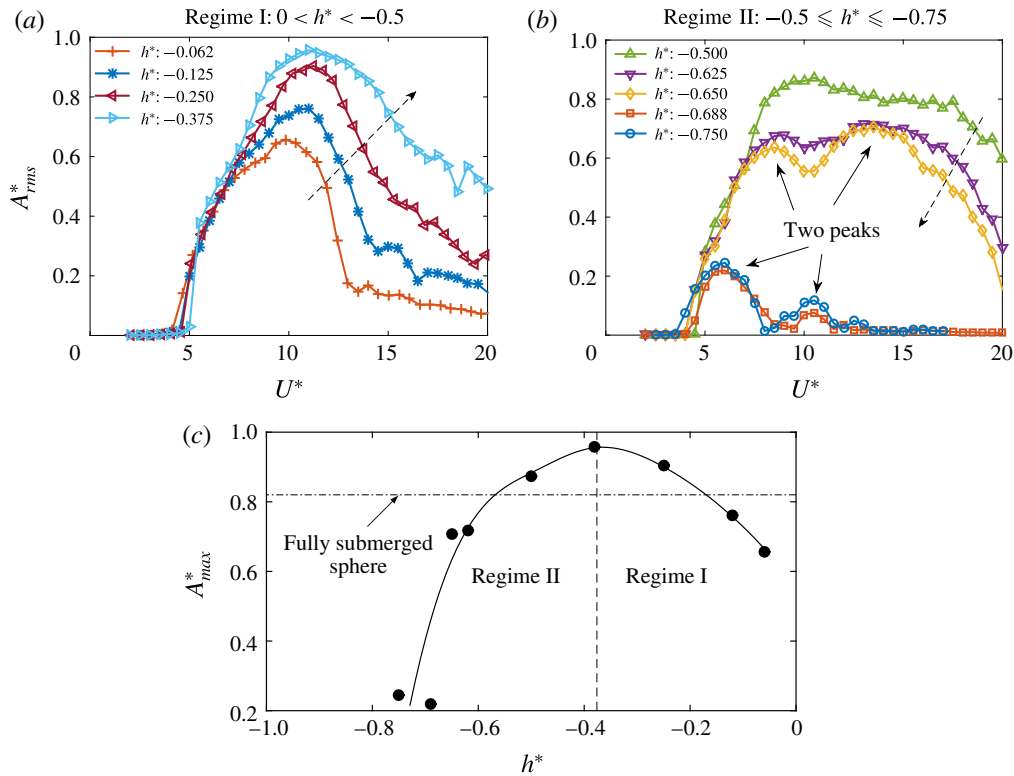 (a) Regime I: 0 < h* < −0.5
h*: −0.062
h*: −0.125
h*: −0.250
h*: −0.375
1.0
0.8
0.6
0.4
0.2
A*rms
5
10
15
20
U*
(b) Regime II: −0.5 ⩽ h* ⩽ −0.75
h*: −0.500
h*: −0.625
h*: −0.650
h*: −0.688
h*: −0.750
Two peaks
1.0
0.8
0.6
0.4
0.2
0
5
10
15
20
U*
(c)
1.0
0.8
0.6
0.4
0.2
A*max
Fully submerged
sphere
Regime II
Regime I
−1.0
−0.8
−0.6
−0.4
−0.2
0
h*